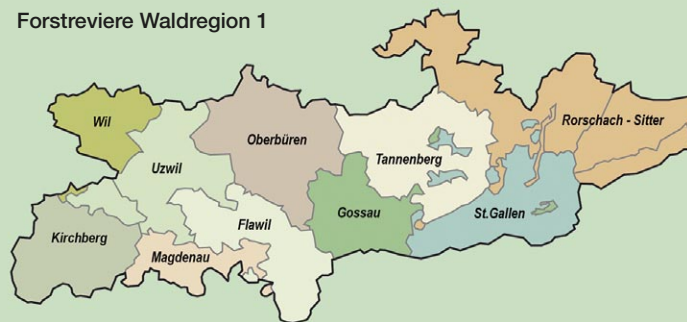 Forstreviere Waldregion 1
Wil
Oberbüren
Rorschach - Sitter
Uzwil
Tannenberg
Gossau
St.Gallen
Flawil
Kirchberg
Magdenau